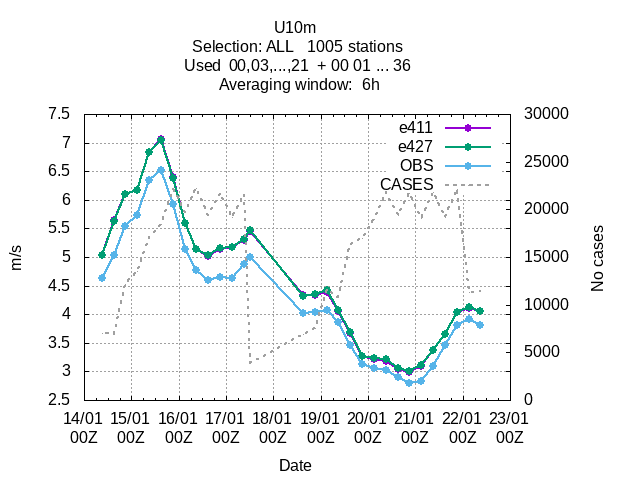 U10m
Selection: ALL   1005 stations
Used  00,03,...,21  + 00 01 ... 36
Averaging window:  6h
e411
e427
OBS
CASES
7.5
7
6.5
6
5.5
5
4.5
4
3.5
3
2.5
m/s
30000
25000
20000
15000
10000
5000
0
No cases
14/01 15/01 16/01 17/01 18/01 19/01 20/01 21/01 22/01 23/01
00Z 00Z 00Z 00Z 00Z 00Z 00Z 00Z 00Z 00Z
Date